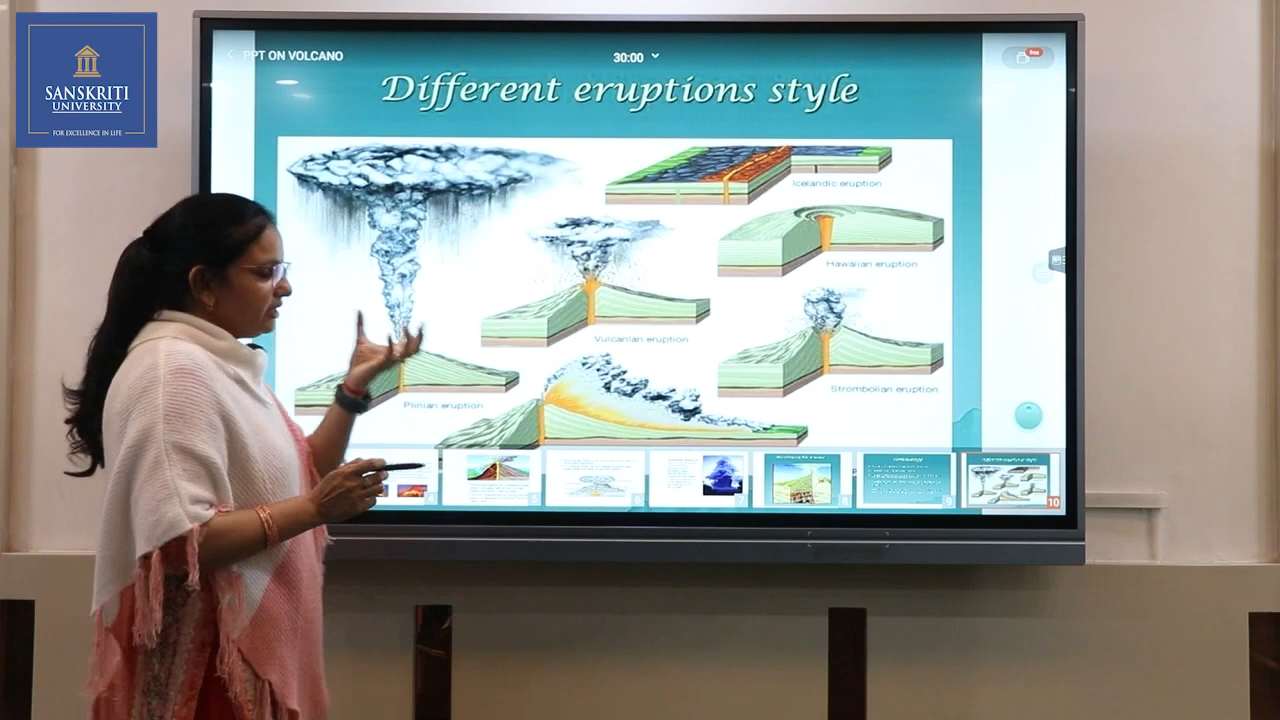 SANSKRITI
UNIVERSITY
FOR EXCELLENCE IN LIFE
PPT ON VOLCANO
30:00
Different eruptions style
Icelandic eruption
Hawaiian eruption
Vulcanian eruption
Strombolian eruption
Plinian eruption
10